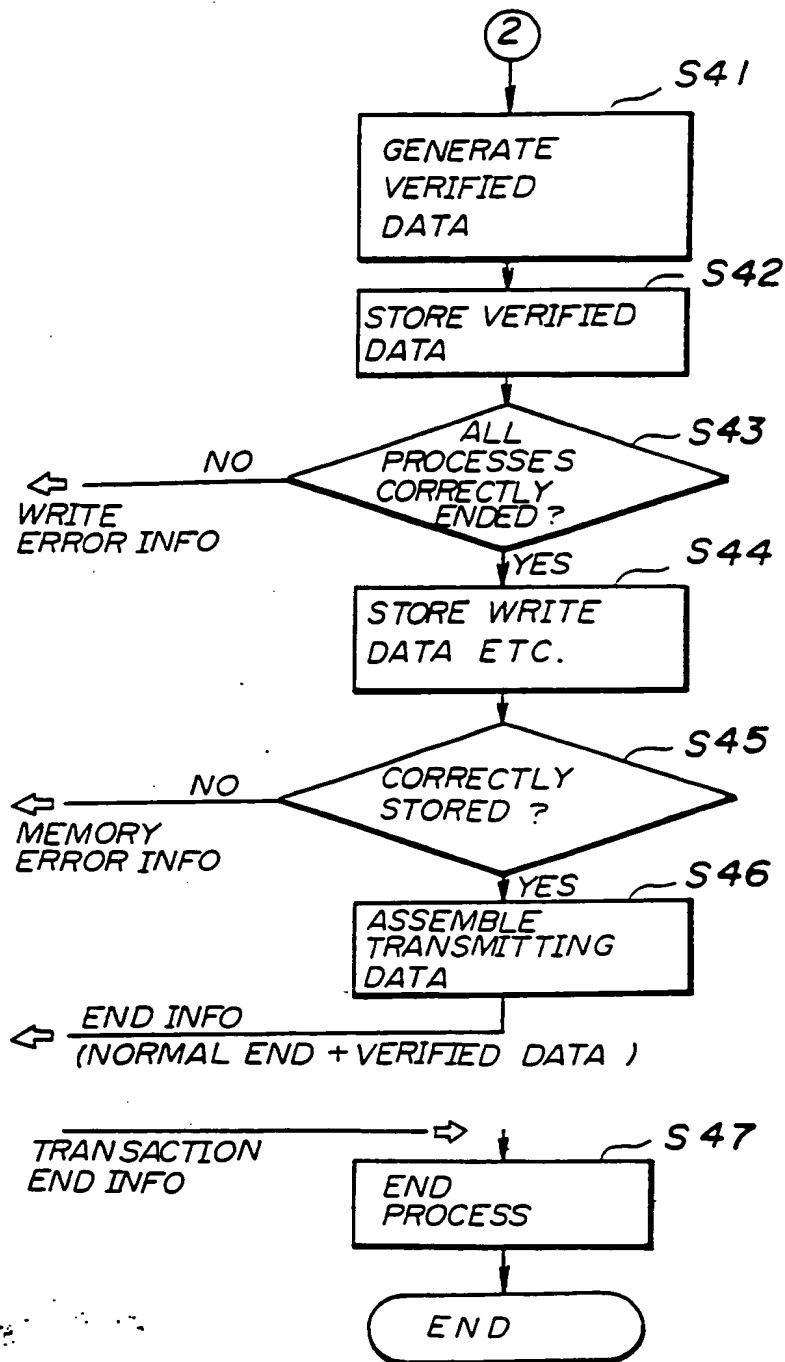 2
S41
GENERATE
VERIFIED
DATA
S42
STORE VERIFIED
DATA
S43
ALL
PROCESSES
CORRECTLY
ENDED?
NO
WRITE
ERROR INFO
YES
S44
STORE WRITE
DATA ETC.
S45
CORRECTLY
STORED ?
NO
MEMORY
ERROR INFO
YES
S46
ASSEMBLE
TRANSMITTING
DATA
END INFO
(NORMAL END + VERIFIED DATA )
TRANSACTION
END INFO
S47
END
PROCESS
END